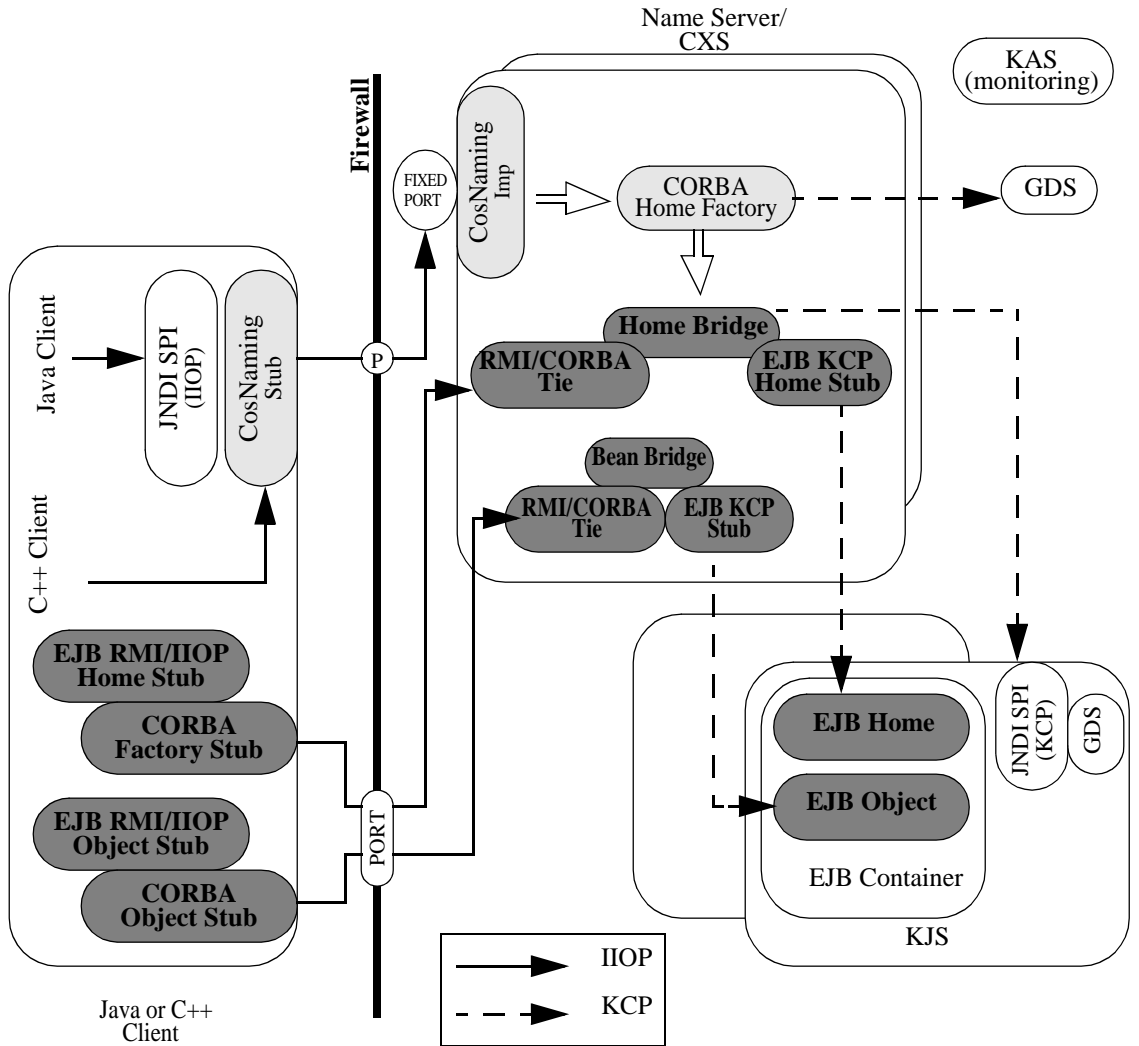 Name Server/
CXS
KAS
(monitoring)
Firewall
FIXED
PORT
CosNaming
Imp
CORBA
Home Factory
GDS
Java Client
JNDI SPI
(IIOP)
CosNaming
Stub
P
Home Bridge
RMI/CORBA
Tie
EJB KCP
Home Stub
Bean Bridge
RMI/CORBA
Tie
EJB KCP
Stub
C++ Client
EJB RMI/IIOP
Home Stub
CORBA
Factory Stub
EJB RMI/IIOP
Object Stub
CORBA
Object Stub
PORT
EJB Home
EJB Object
EJB Container
JNDI SPI
(KCP)
GDS
KJS
IIOP
KCP
Java or C++
Client